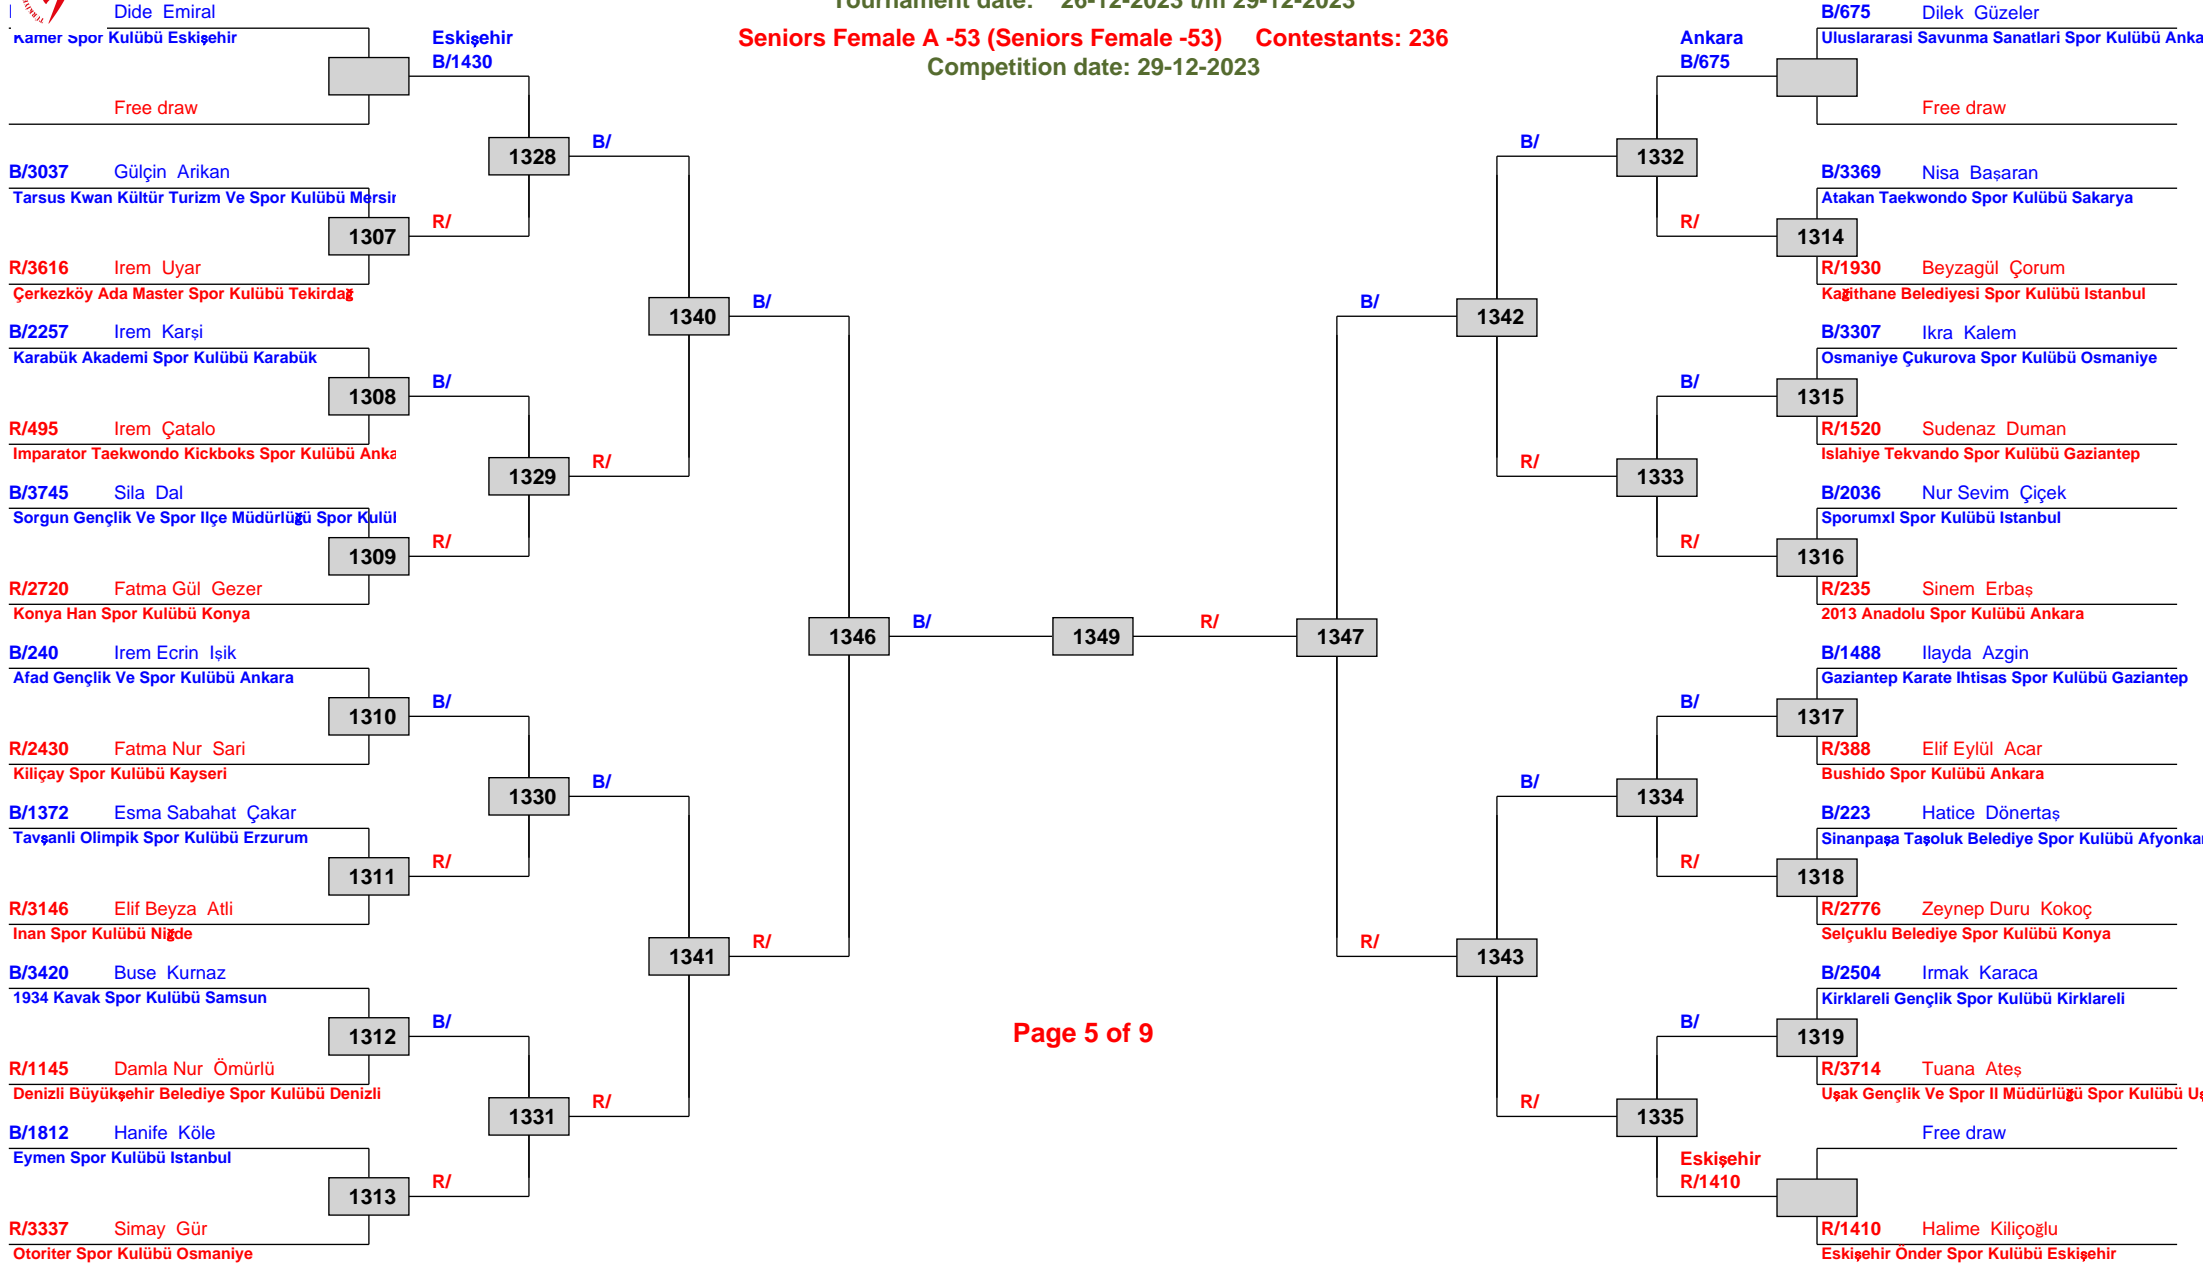 Tournament date: 26-12-2023 t/m 29-12-2023
Seniors Female A -53 (Seniors Female -53) Contestants: 236
Competition date: 29-12-2023
Dide Emiral
Kamer Spor Kulübü Eskişehir
Eskişehir
B/1430
Free draw
1328
B/
B/3037 Gülçin Arikan
Tarsus Kwan Kültür Turizm Ve Spor Kulübü Mersin
1307
R/
R/3616 Irem Uyar
Çerkezköy Ada Master Spor Kulübü Tekirdağ
1340
B/
B/2257 Irem Karşi
Karabük Akademi Spor Kulübü Karabük
1308
B/
R/495 Irem Çatalo
Imparator Taekwondo Kickboks Spor Kulübü Anka
1329
R/
B/3745 Sila Dal
Sorgun Gençlik Ve Spor Ilçe Müdürlüğü Spor Kulül
1309
R/
R/2720 Fatma Gül Gezer
Konya Han Spor Kulübü Konya
1346
B/
1349
R/
1347
B/240 Irem Ecrin Işik
Afad Gençlik Ve Spor Kulübü Ankara
1310
B/
R/2430 Fatma Nur Sari
Kiliçay Spor Kulübü Kayseri
1330
B/
B/1372 Esma Sabahat Çakar
Tavşanli Olimpik Spor Kulübü Erzurum
1311
R/
R/3146 Elif Beyza Atli
Inan Spor Kulübü Niğde
1341
R/
B/3420 Buse Kurnaz
1934 Kavak Spor Kulübü Samsun
1312
B/
R/1145 Damla Nur Ömürlü
Denizli Büyükşehir Belediye Spor Kulübü Denizli
1331
R/
B/1812 Hanife Köle
Eymen Spor Kulübü Istanbul
1313
R/
R/3337 Simay Gür
Otoriter Spor Kulübü Osmaniye
Page 5 of 9
B/675 Dilek Güzeler
Uluslararasi Savunma Sanatlari Spor Kulübü Anka
Ankara
B/675
Free draw
B/
1332
B/3369 Nisa Başaran
Atakan Taekwondo Spor Kulübü Sakarya
R/
1314
R/1930 Beyzagül Çorum
Kağithane Belediyesi Spor Kulübü Istanbul
B/
1342
B/3307 Ikra Kalem
Osmaniye Çukurova Spor Kulübü Osmaniye
B/
1315
R/1520 Sudenaz Duman
Islahiye Tekvando Spor Kulübü Gaziantep
R/
1333
B/2036 Nur Sevim Çiçek
Sporumxl Spor Kulübü Istanbul
R/
1316
R/235 Sinem Erbaş
2013 Anadolu Spor Kulübü Ankara
B/1488 Ilayda Azgin
Gaziantep Karate Ihtisas Spor Kulübü Gaziantep
B/
1317
R/388 Elif Eylül Acar
Bushido Spor Kulübü Ankara
B/
1334
B/223 Hatice Dönertaş
Sinanpaşa Taşoluk Belediye Spor Kulübü Afyonkar
R/
1318
R/2776 Zeynep Duru Kokoç
Selçuklu Belediye Spor Kulübü Konya
R/
1343
B/2504 Irmak Karaca
Kirklareli Gençlik Spor Kulübü Kirklareli
B/
1319
R/3714 Tuana Ateş
Uşak Gençlik Ve Spor Il Müdürlüğü Spor Kulübü Uş
R/
1335
Free draw
Eskişehir
R/1410
R/1410 Halime Kiliçoğlu
Eskişehir Önder Spor Kulübü Eskişehir